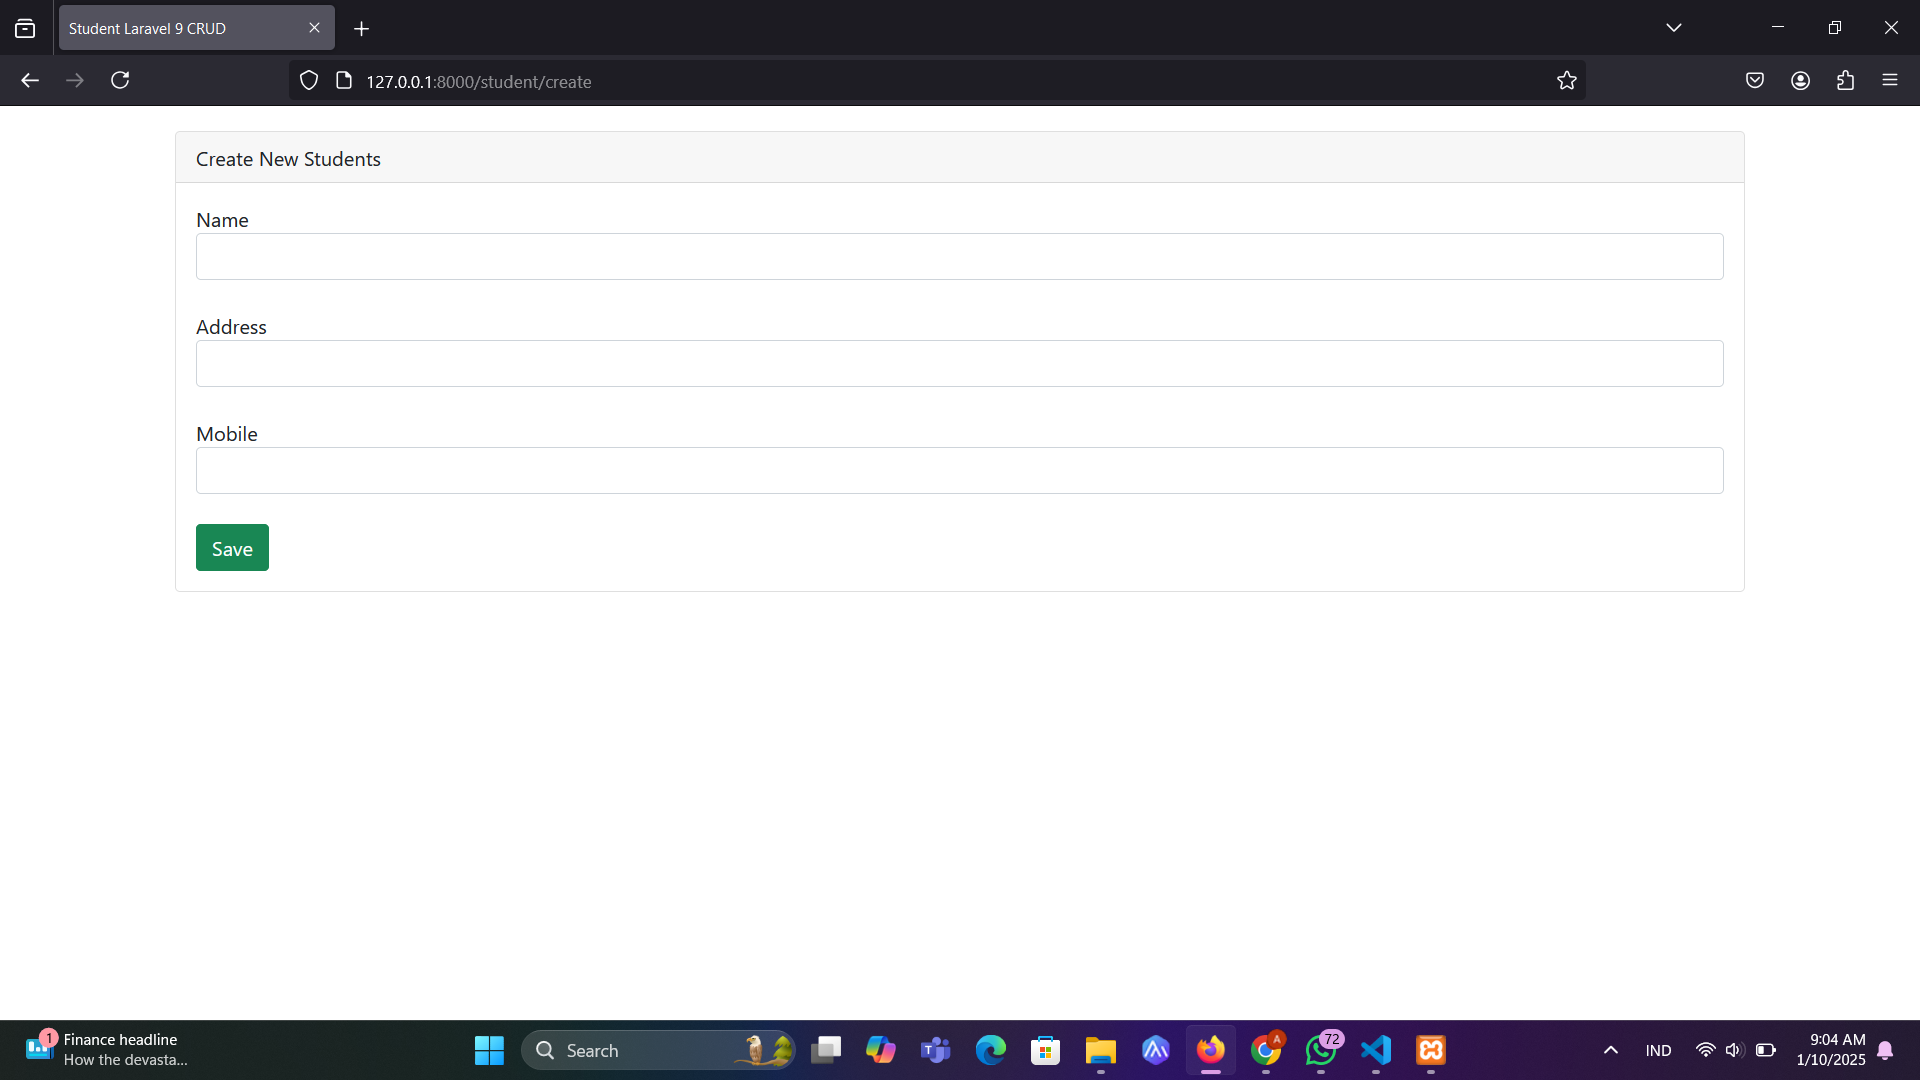 Student Laravel 9 CRUD
127.0.0.1:8000/student/create
Create New Students
Name
Address
Mobile
Save
1
Finance headline
How the devasta...
Search
T
A
72
IND
9:04 AM
1/10/2025